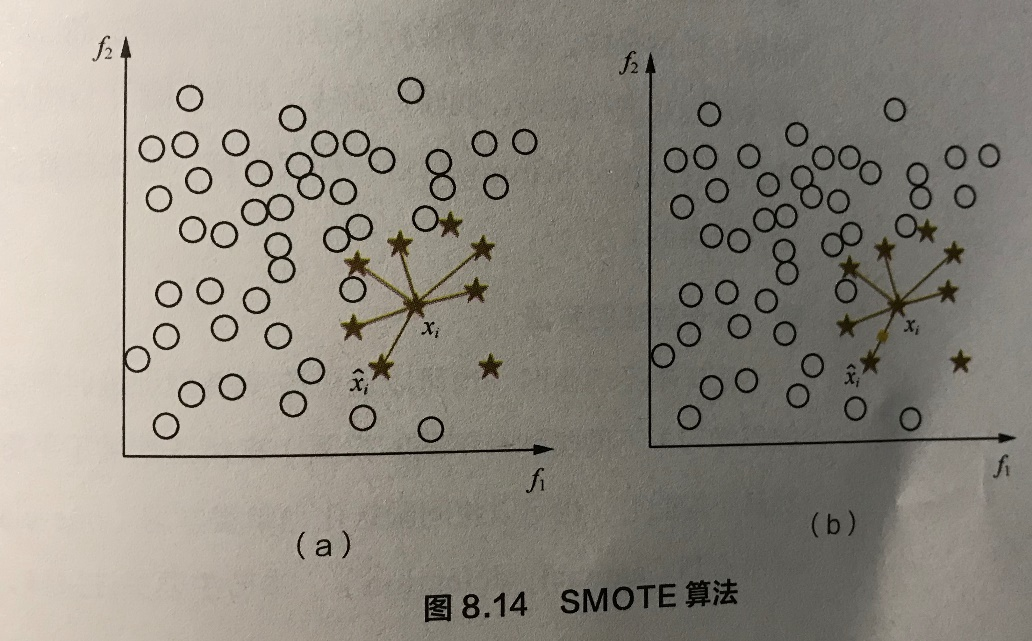 f₂
xᵢ
x̂ᵢ
f₁
(a)
f₂
xᵢ
x̂ᵢ
f₁
(b)
图 8.14 SMOTE 算法